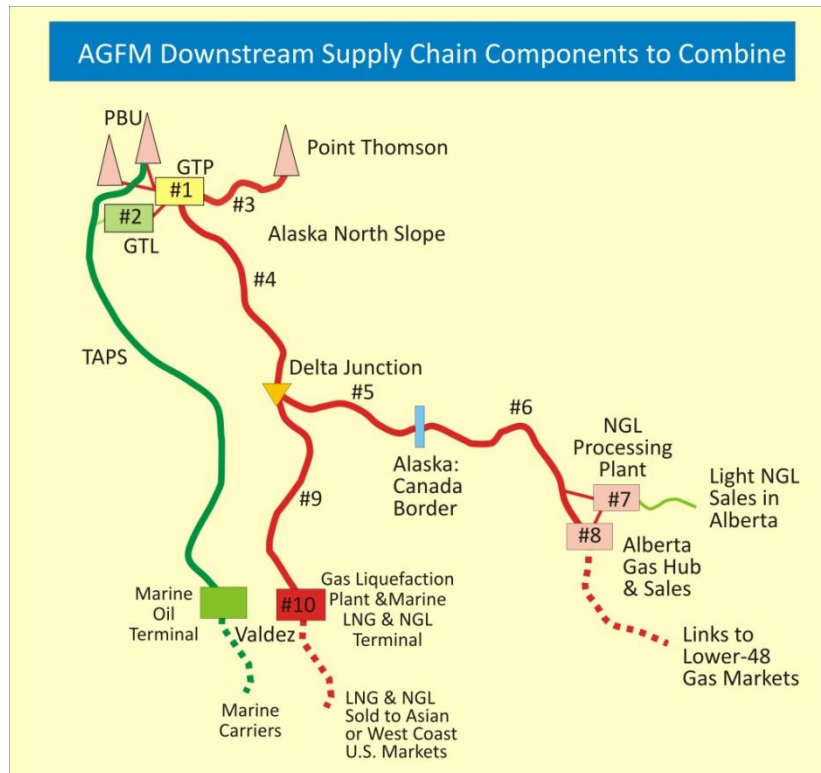 AGFM Downstream Supply Chain Components to Combine
PBU
GTP
Point Thomson
#1
#3
#2
GTL
Alaska North Slope
#4
TAPS
Delta Junction
#5
#6
NGL
Processing
Plant
Alaska:
Canada
Border
Light NGL
Sales in
Alberta
#7
#9
#8
Alberta
Gas Hub
& Sales
Gas Liquefaction
Plant &Marine
LNG & NGL
Terminal
Marine
Oil
Terminal
#10
Valdez
Links to
Lower-48
Gas Markets
Marine
Carriers
LNG & NGL
Sold to Asian
or West Coast
U.S. Markets